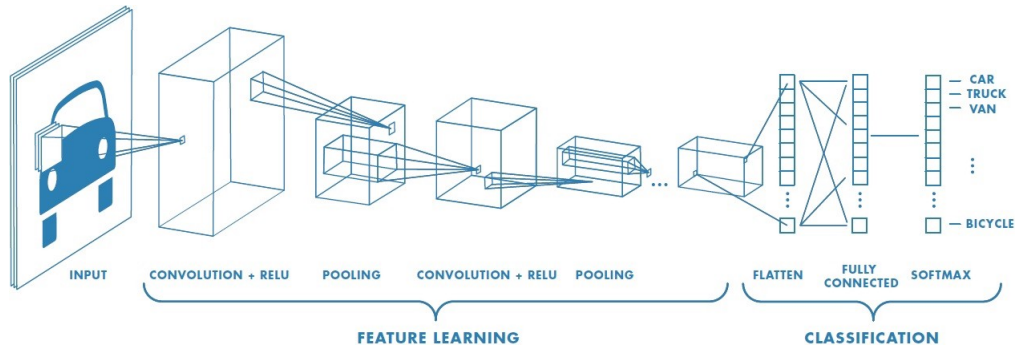 CAR
TRUCK
VAN
BICYCLE
INPUT
CONVOLUTION + RELU
POOLING
CONVOLUTION + RELU
POOLING
FLATTEN
FULLY
CONNECTED
SOFTMAX
FEATURE LEARNING
CLASSIFICATION